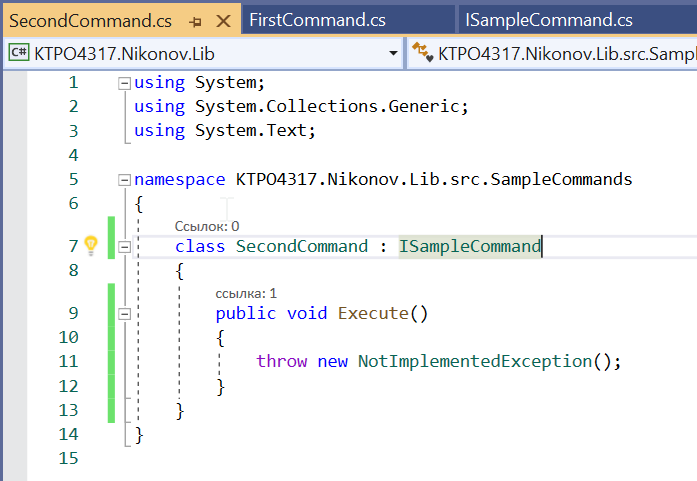 SecondCommand.cs FirstCommand.cs ISampleCommand.cs
C# KTPO4317.Nikonov.Lib KTPO4317.Nikonov.Lib.src.Samp
1 using System;
2 using System.Collections.Generic;
3 using System.Text;
4
5 namespace KTPO4317.Nikonov.Lib.src.SampleCommands
6 {
Ссылок: 0
7 class SecondCommand : ISampleCommand
8 {
ссылка: 1
9 public void Execute()
10 {
11 throw new NotImplementedException();
12 }
13 }
14 }
15